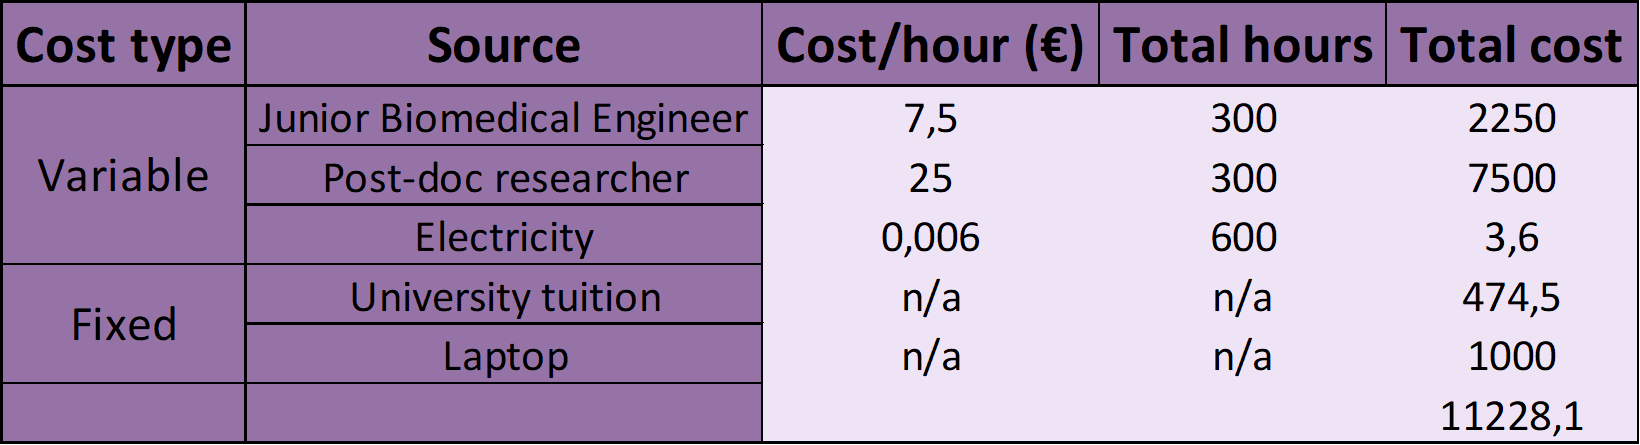 Cost type Source Cost/hour (€) Total hours Total cost
Variable Junior Biomedical Engineer 7,5 300 2250
Post-doc researcher 25 300 7500
Electricity 0,006 600 3,6
Fixed University tuition n/a n/a 474,5
Laptop n/a n/a 1000
11228,1